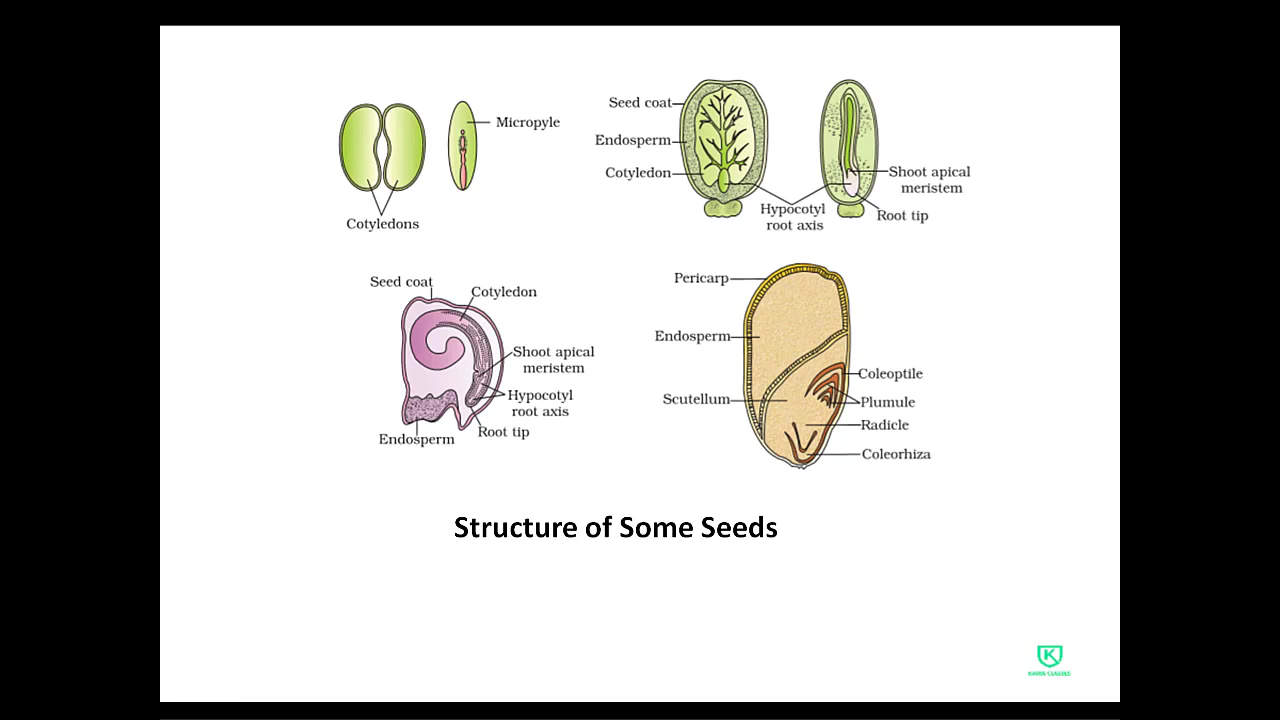 Micropyle
Cotyledons
Seed coat
Endosperm
Cotyledon
Hypocotyl
root axis
Shoot apical
meristem
Root tip
Seed coat
Cotyledon
Shoot apical
meristem
Hypocotyl
root axis
Root tip
Endosperm
Pericarp
Endosperm
Scutellum
Coleoptile
Plumule
Radicle
Coleorhiza
Structure of Some Seeds
K